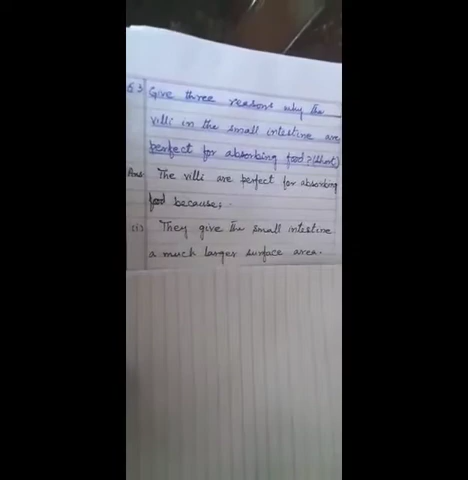 Q.3 Give three reasons why the
villi in the small intestine are
perfect for absorbing food? (Short)
Ans The villi are perfect for absorbing
food because:
(i) They give the small intestine
a much larger surface area.